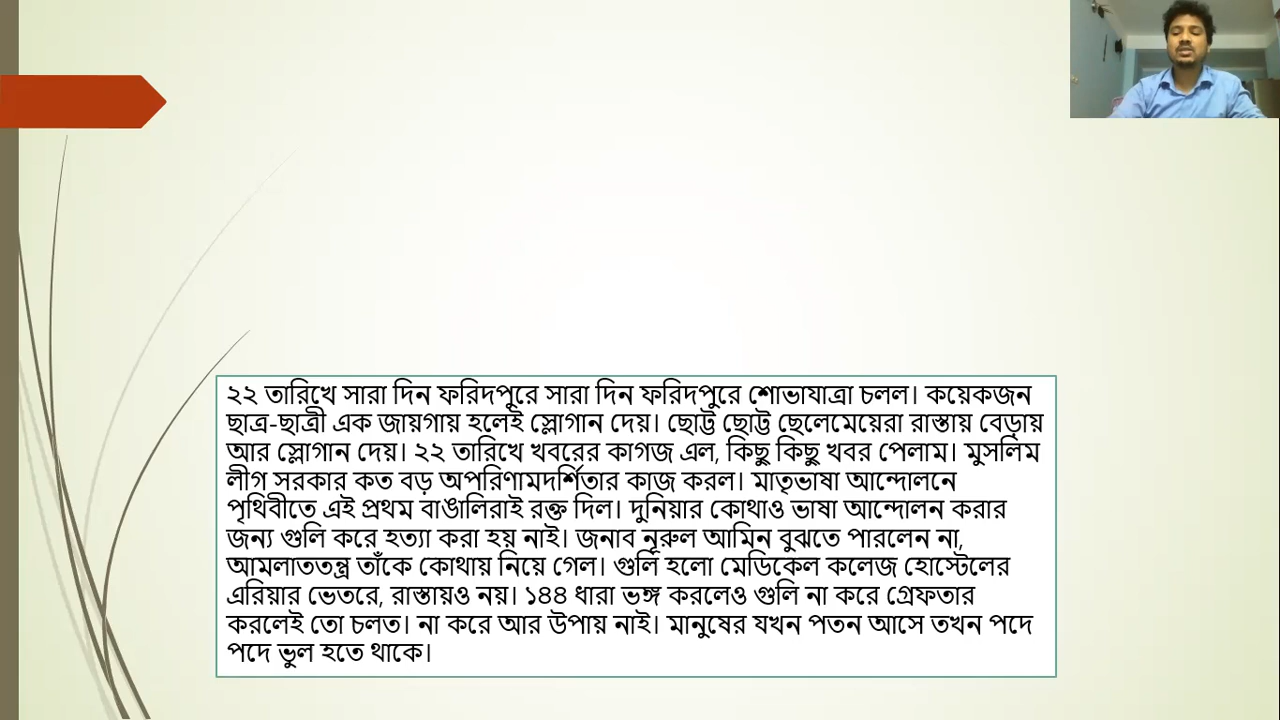 ২২ তারিখে সারা দিন ফরিদপুরে সারা দিন ফরিদপুরে শোভাযাত্রা চলল। কয়েকজন
ছাত্র-ছাত্রী এক জায়গায় হলেই স্লোগান দেয়। ছোট্ট ছোট্ট ছেলেমেয়েরা রাস্তায় বেড়ায়
আর স্লোগান দেয়। ২২ তারিখে খবরের কাগজ এল, কিছু কিছু খবর পেলাম। মুসলিম
লীগ সরকার কত বড় অপরিণামদর্শিতার কাজ করল। মাতৃভাষা আন্দোলনে
পৃথিবীতে এই প্রথম বাঙালিরাই রক্ত দিল। দুনিয়ার কোথাও ভাষা আন্দোলন করার
জন্য গুলি করে হত্যা করা হয় নাই। জনাব নূরুল আমিন বুঝতে পারলেন না,
আমলাততন্ত্র তাঁকে কোথায় নিয়ে গেল। গুলি হলো মেডিকেল কলেজ হোস্টেলের
এরিয়ার ভেতরে, রাস্তায়ও নয়। ১৪৪ ধারা ভঙ্গ করলেও গুলি না করে গ্রেফতার
করলেই তো চলত। না করে আর উপায় নাই। মানুষের যখন পতন আসে তখন পদে
পদে ভুল হতে থাকে।